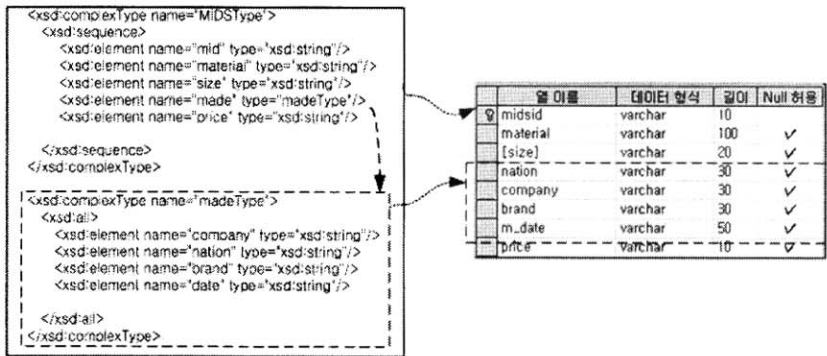 <xsd:complexType name="MIDSType">
<xsd:sequence>
<xsd:element name="mid" type="xsd:string"/>
<xsd:element name="material" type="xsd:string"/>
<xsd:element name="size" type="xsd:string"/>
<xsd:element name="made" type="madeType"/>
<xsd:element name="price" type="xsd:string"/>
</xsd:sequence>
</xsd:complexType>
<xsd:complexType name="madeType">
<xsd:all>
<xsd:element name="company" type="xsd:string"/>
<xsd:element name="nation" type="xsd:string"/>
<xsd:element name="brand" type="xsd:string"/>
<xsd:element name="date" type="xsd:string"/>
</xsd:all>
</xsd:complexType>
열 이름 데이터 형식 길이 Null 허용
midsid varchar 10
material varchar 100 ✓
[size] varchar 20 ✓
nation varchar 30 ✓
company varchar 30 ✓
brand varchar 30 ✓
m_date varchar 50 ✓
price varchar 10 ✓